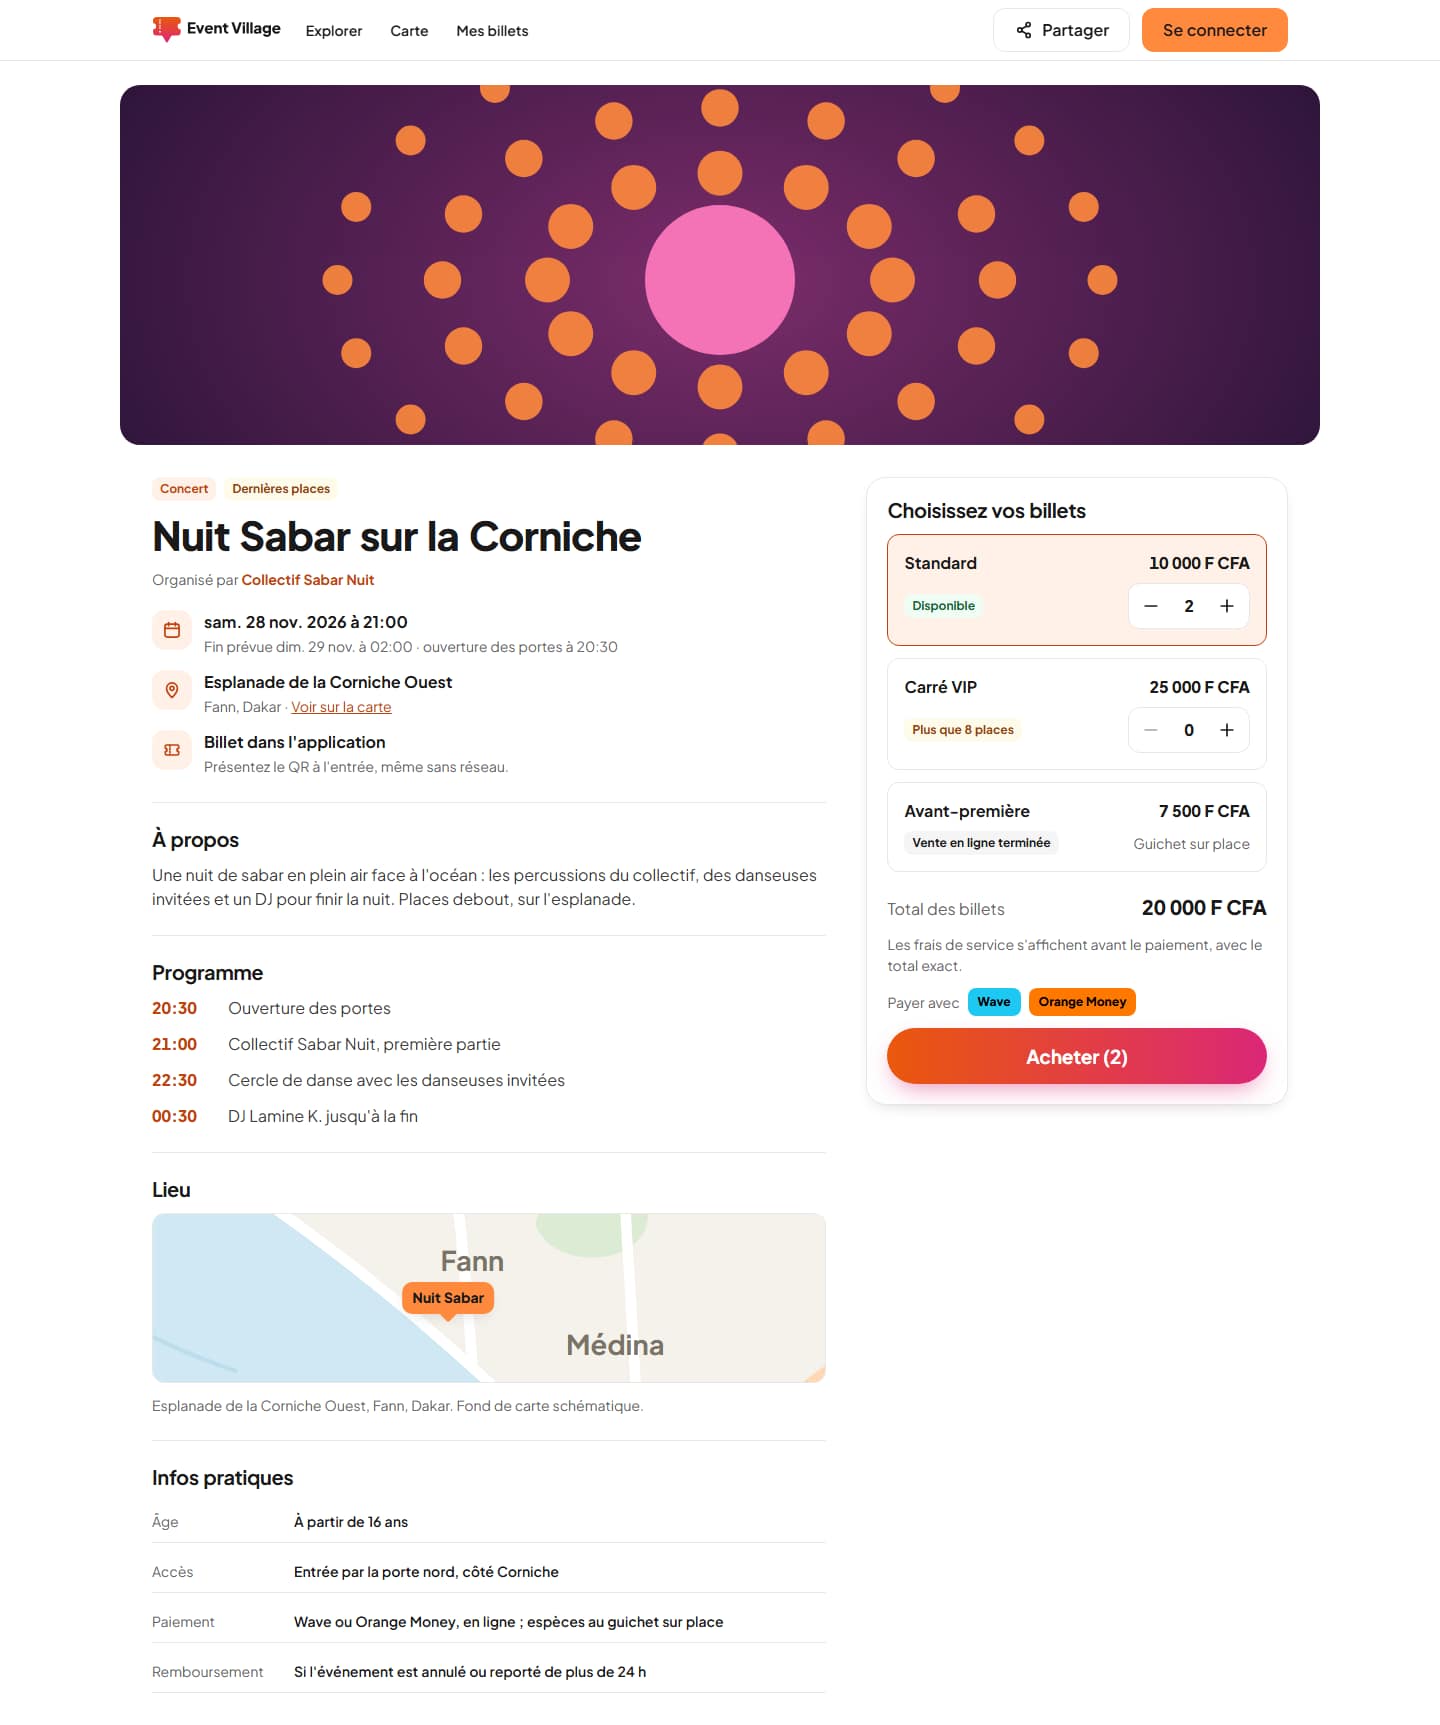 Event Village
Explorer
Carte
Mes billets
Partager
Se connecter
Concert
Dernières places
Nuit Sabar sur la Corniche
Organisé par Collectif Sabar Nuit
sam. 28 nov. 2026 à 21:00
Fin prévue dim. 29 nov. à 02:00 · ouverture des portes à 20:30
Esplanade de la Corniche Ouest
Fann, Dakar · Voir sur la carte
Billet dans l'application
Présentez le QR à l'entrée, même sans réseau.
À propos
Une nuit de sabar en plein air face à l'océan : les percussions du collectif, des danseuses
invitées et un DJ pour finir la nuit. Places debout, sur l'esplanade.
Programme
20:30 Ouverture des portes
21:00 Collectif Sabar Nuit, première partie
22:30 Cercle de danse avec les danseuses invitées
00:30 DJ Lamine K. jusqu'à la fin
Lieu
Fann
Nuit Sabar
Médina
Esplanade de la Corniche Ouest, Fann, Dakar. Fond de carte schématique.
Infos pratiques
Âge À partir de 16 ans
Accès Entrée par la porte nord, côté Corniche
Paiement Wave ou Orange Money, en ligne ; espèces au guichet sur place
Remboursement Si l'événement est annulé ou reporté de plus de 24 h
Choisissez vos billets
Standard 10 000 F CFA
Disponible − 2 +
Carré VIP 25 000 F CFA
Plus que 8 places − 0 +
Avant-première 7 500 F CFA
Vente en ligne terminée Guichet sur place
Total des billets 20 000 F CFA
Les frais de service s'affichent avant le paiement, avec le
total exact.
Payer avec Wave Orange Money
Acheter (2)